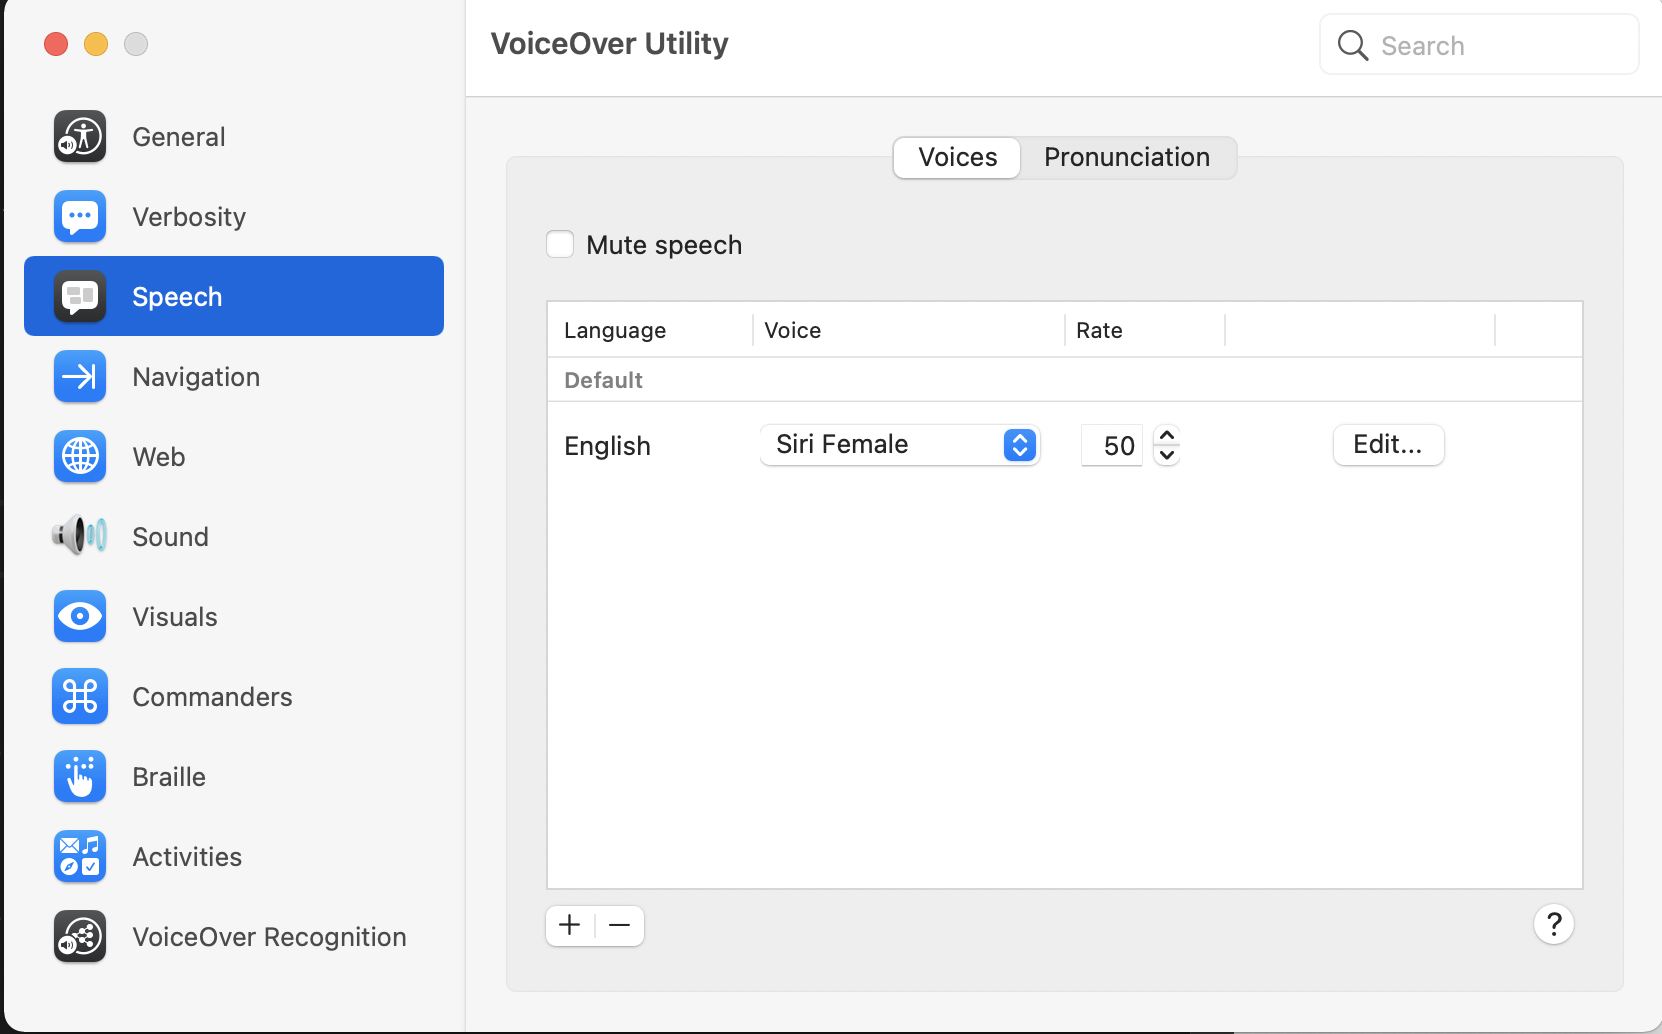 VoiceOver Utility
Search
General
Verbosity
Speech
Navigation
Web
Sound
Visuals
Commanders
Braille
Activities
VoiceOver Recognition
Voices Pronunciation
Mute speech
Language Voice Rate
Default
English Siri Female 50 Edit...
?